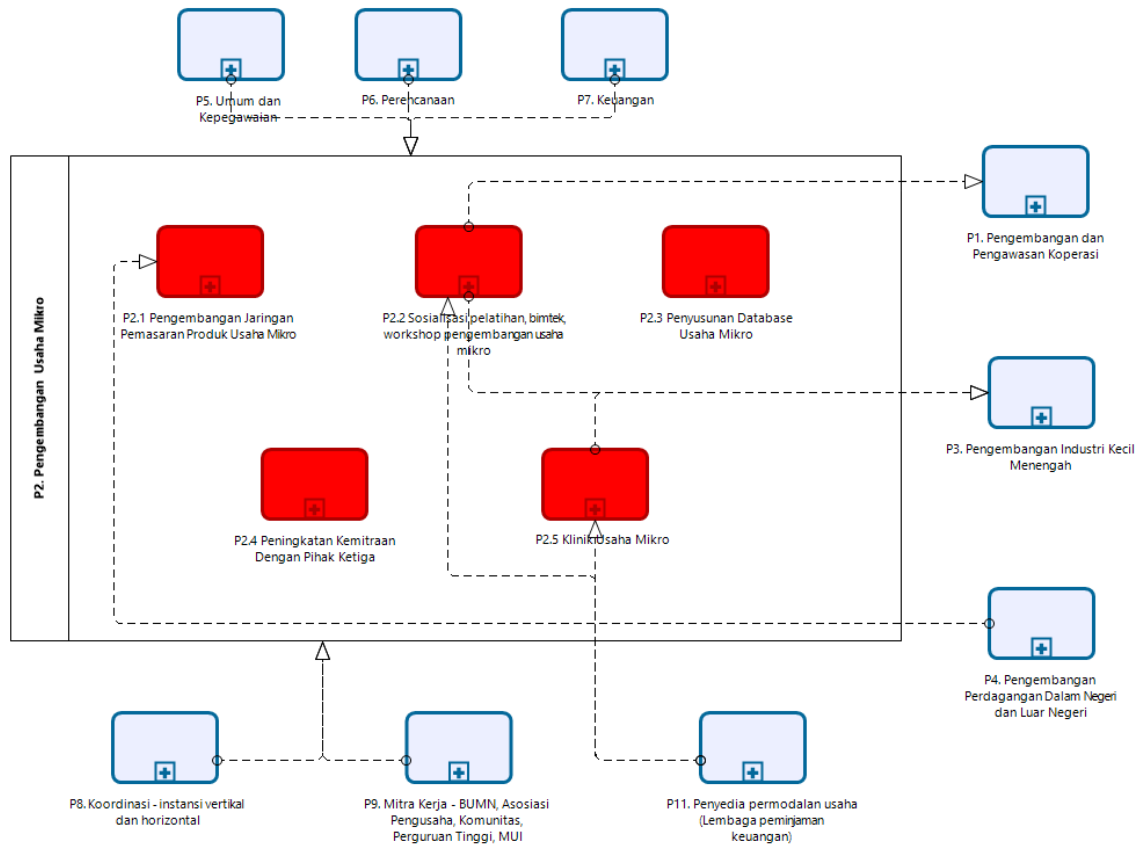 P5. Umum dan
Kepegawaian
P6. Perencanaan
P7. Keuangan
P2. Pengembangan Usaha Mikro
P1. Pengembangan dan
Pengawasan Koperasi
P2.1 Pengembangan Jaringan
Pemasaran Produk Usaha Mikro
P2.2 Sosialisasi, pelatihan, bimtek,
workshop pengembangan usaha
mikro
P2.3 Penyusunan Database
Usaha Mikro
P3. Pengembangan Industri Kecil
Menengah
P2.4 Peningkatan Kemitraan
Dengan Pihak Ketiga
P2.5 Klinik Usaha Mikro
P4. Pengembangan
Perdagangan Dalam Negeri
dan Luar Negeri
P8. Koordinasi - instansi vertikal
dan horizontal
P9. Mitra Kerja - BUMN, Asosiasi
Pengusaha, Komunitas,
Perguruan Tinggi, MUI
P11. Penyedia permodalan usaha
(Lembaga peminjaman
keuangan)